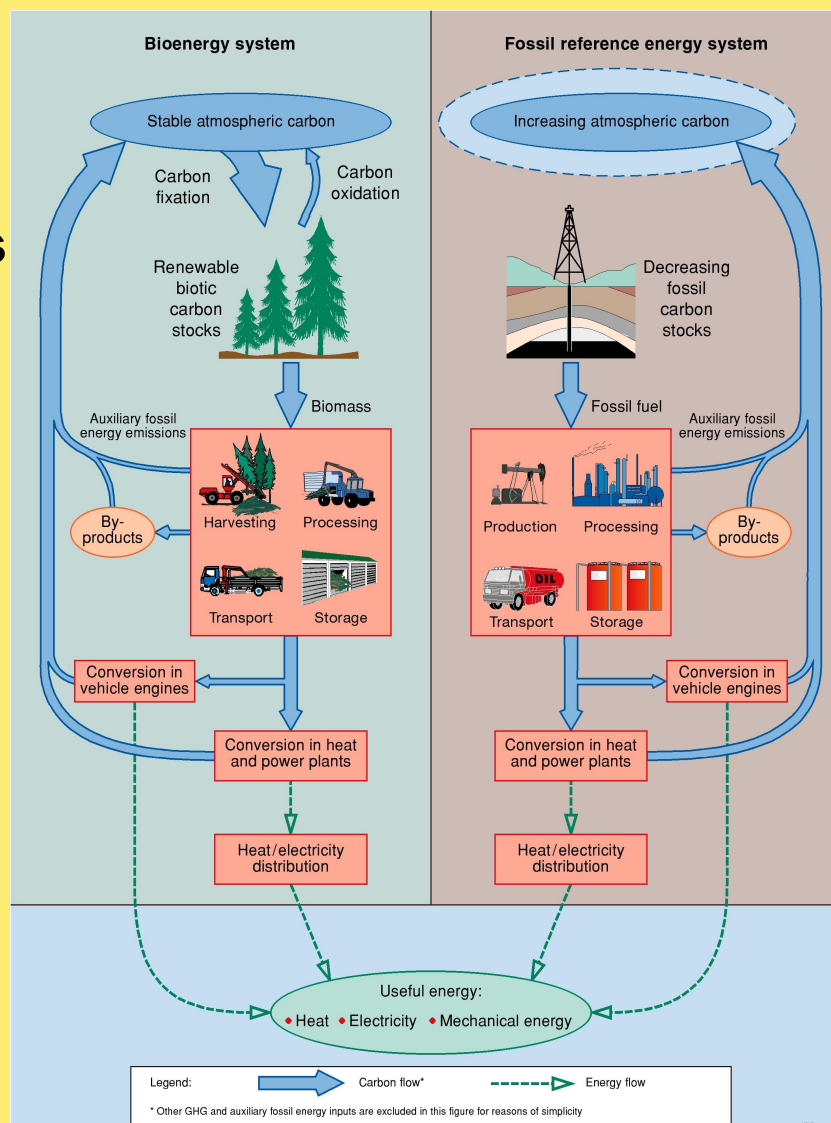 Bioenergy system
Stable atmospheric carbon
Carbon
fixation
Carbon
oxidation
Renewable
biotic
carbon
stocks
Biomass
Auxiliary fossil
energy emissions
Harvesting
Processing
By-
products
Transport
Storage
Conversion in
vehicle engines
Conversion in heat
and power plants
Heat/electricity
distribution
Fossil reference energy system
Increasing atmospheric carbon
Decreasing
fossil
carbon
stocks
Fossil fuel
Auxiliary fossil
energy emissions
Production
Processing
By-
products
OIL
Transport
Storage
Conversion in
vehicle engines
Conversion in heat
and power plants
Heat/electricity
distribution
Useful energy:
• Heat • Electricity • Mechanical energy
Legend:
Carbon flow*
Energy flow
* Other GHG and auxiliary fossil energy inputs are excluded in this figure for reasons of simplicity